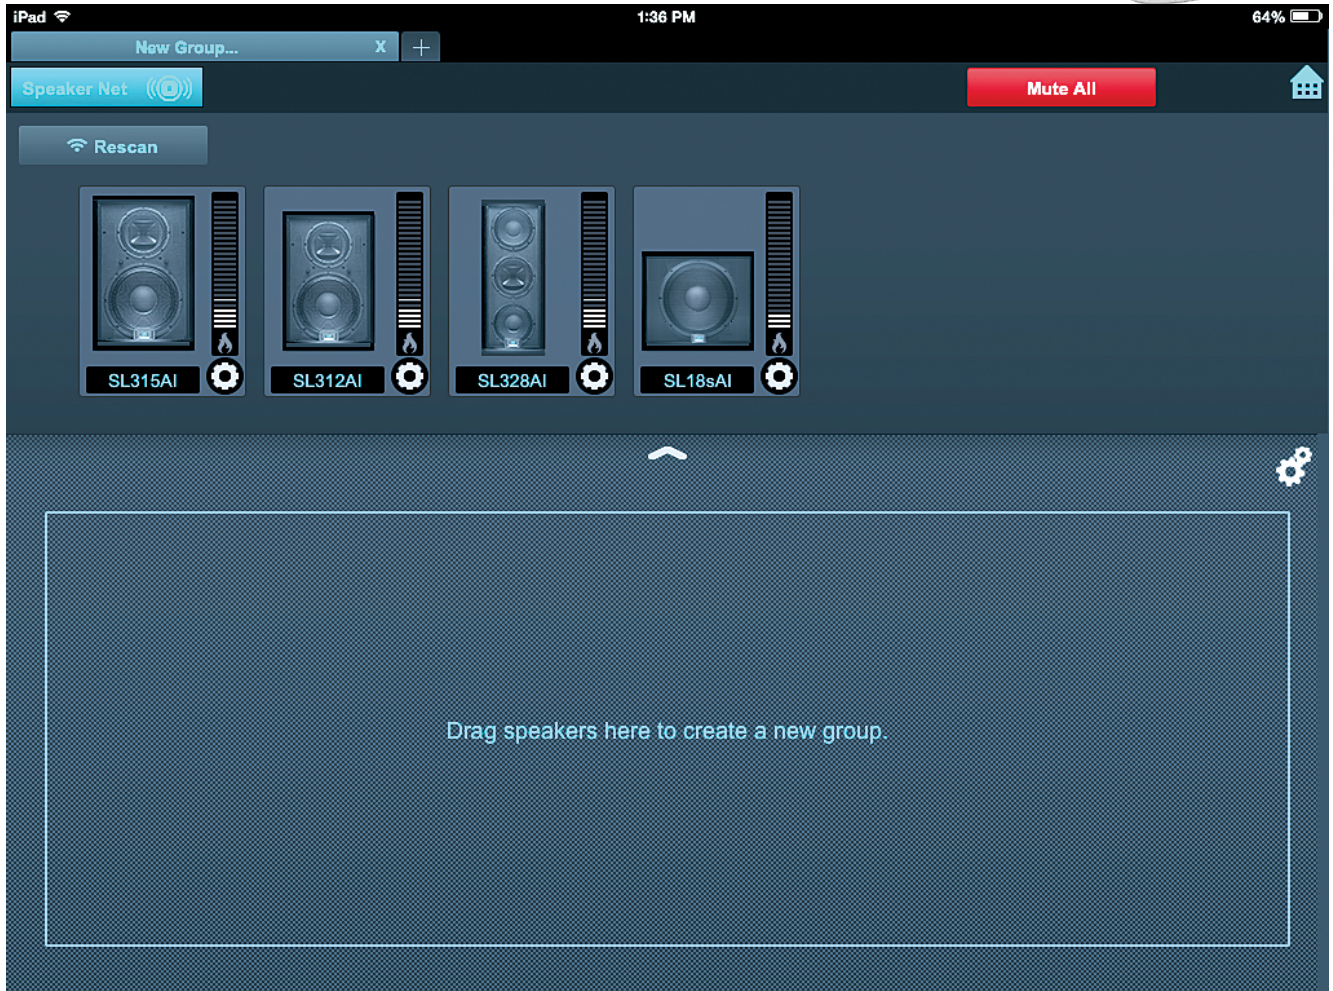 iPad 1:36 PM 64%
New Group... X +
Speaker Net Mute All
Rescan
SL315AI SL312AI SL328AI SL18sAI
Drag speakers here to create a new group.